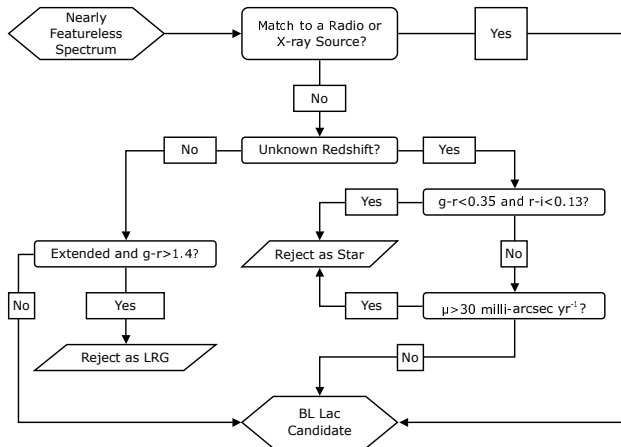 Nearly
Featureless
Spectrum
Match to a Radio or
X-ray Source?
Yes
No
No
Unknown Redshift?
Yes
Yes
g-r<0.35 and r-i<0.13?
Extended and g-r>1.4?
Reject as Star
No
No
Yes
Yes
μ>30 milli-arcsec yr⁻¹?
Reject as LRG
No
BL Lac
Candidate